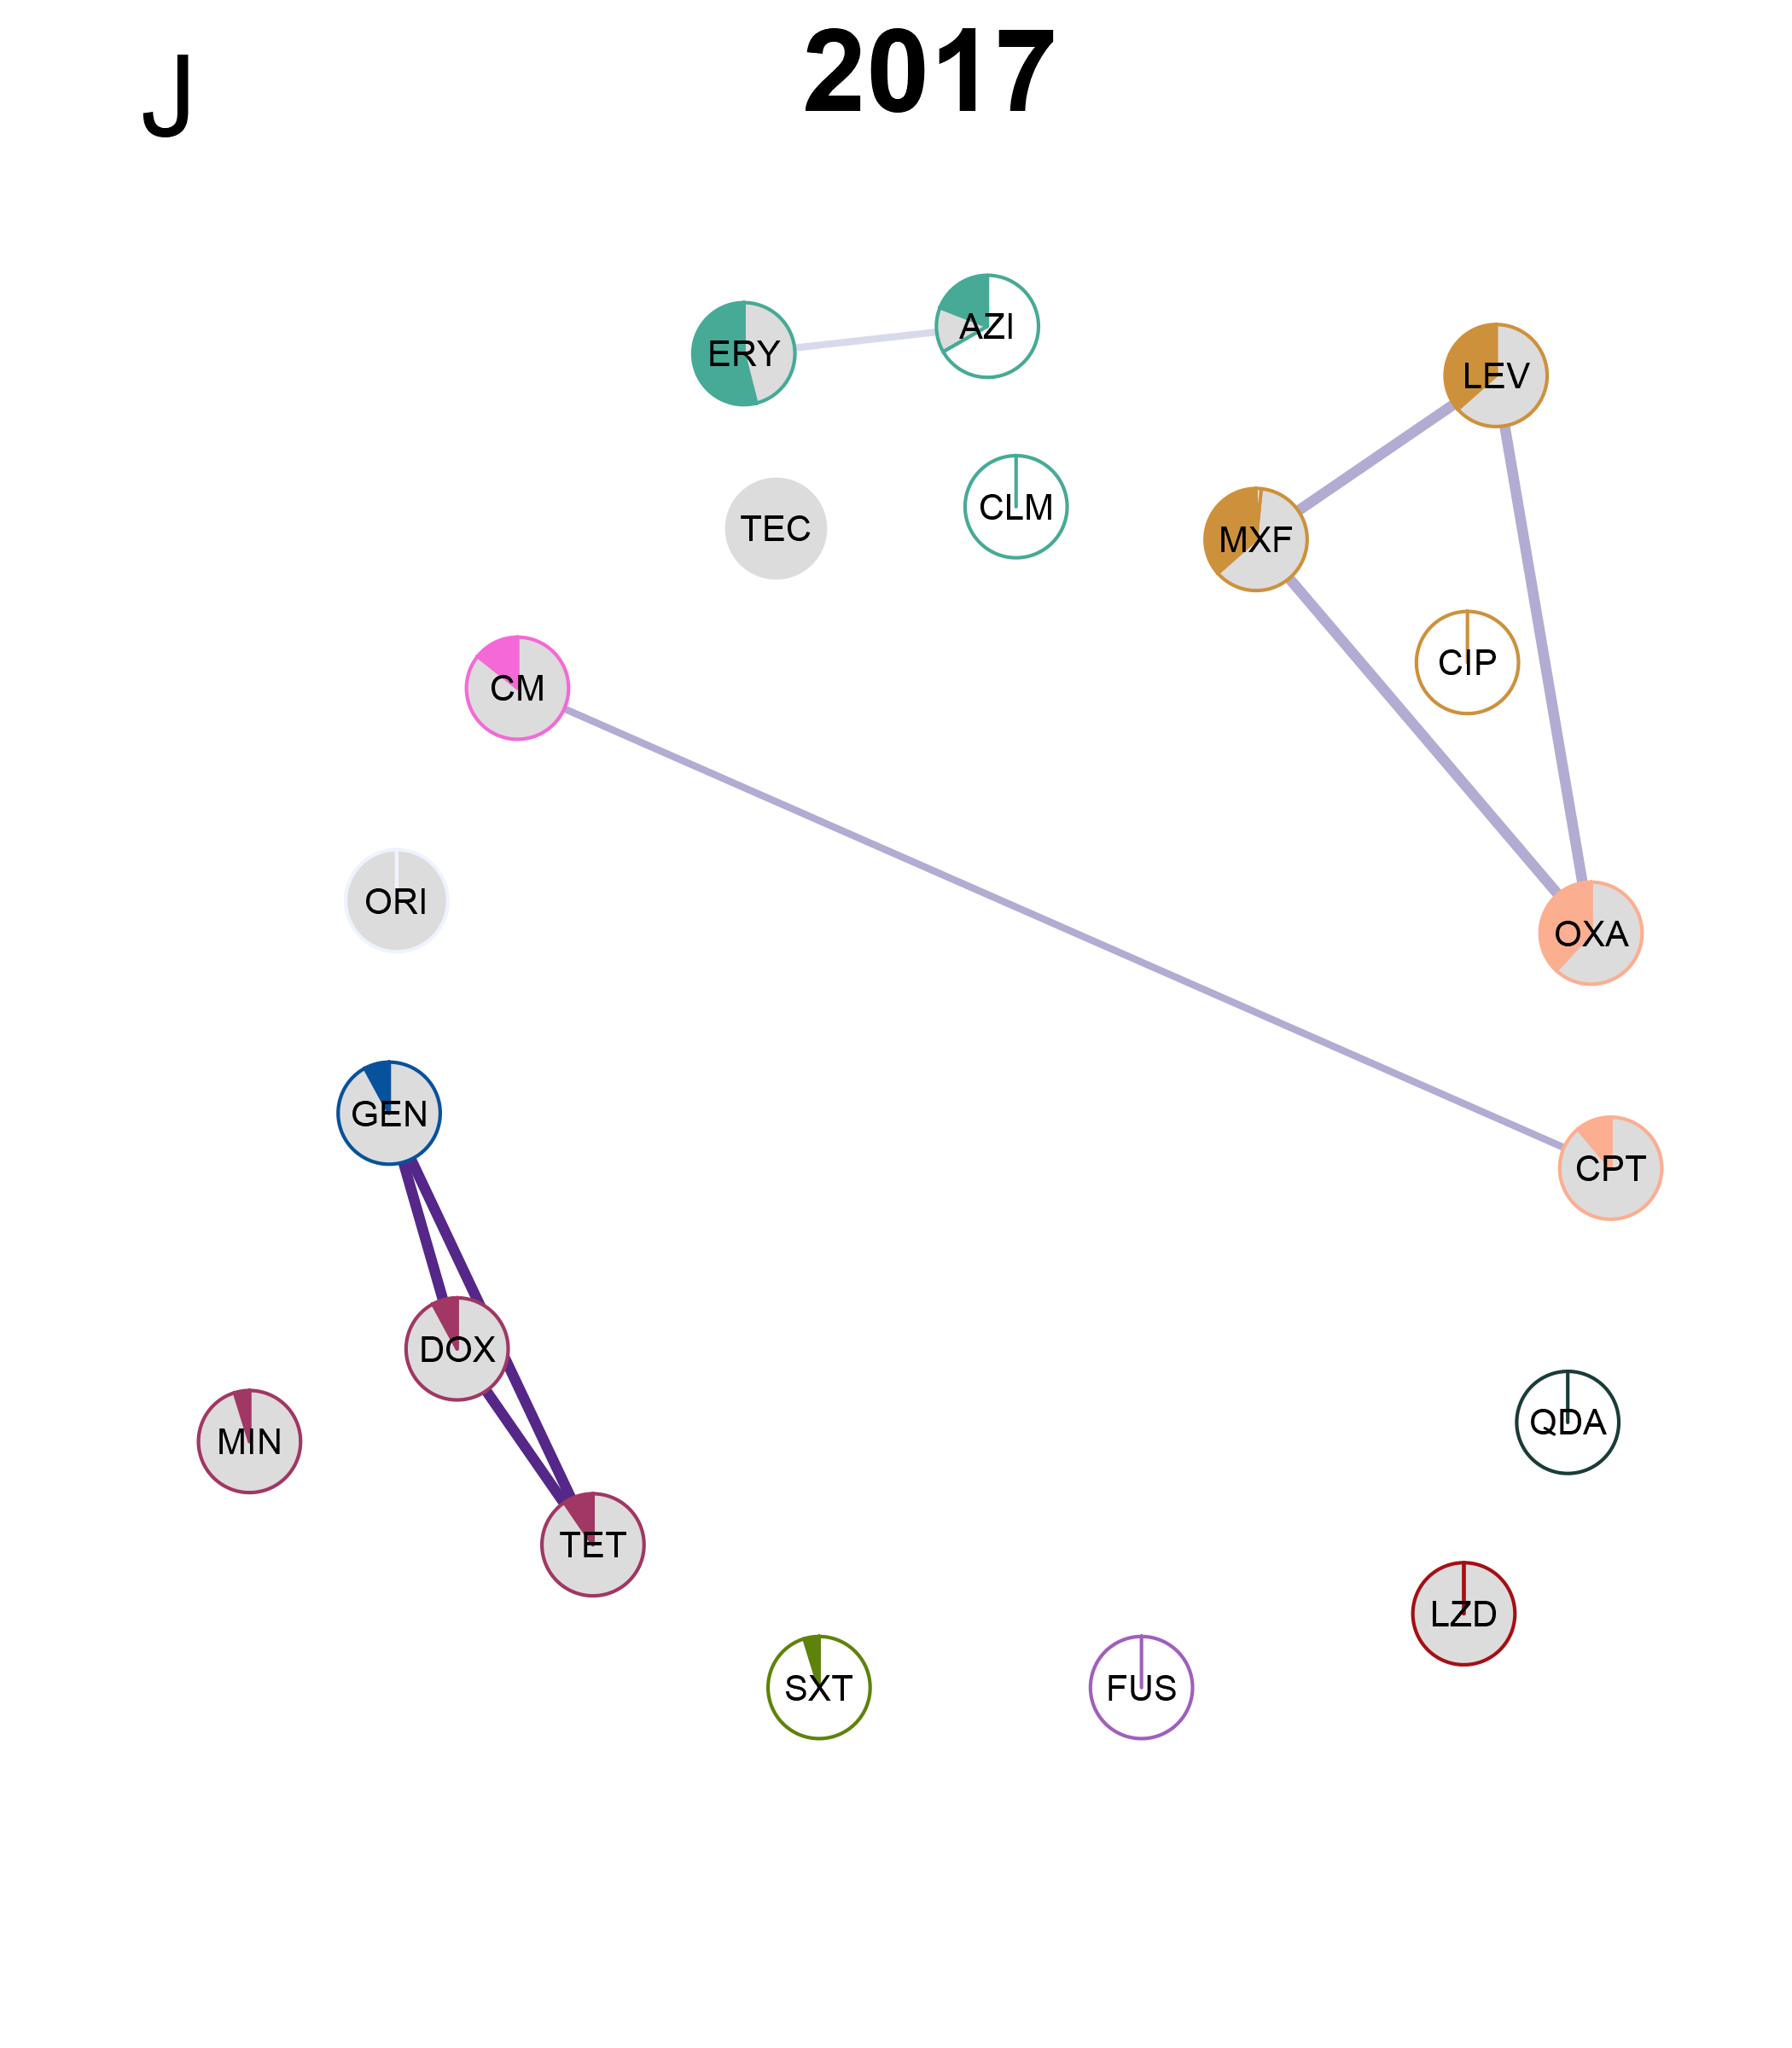 J
2017
ERY
AZI
LEV
TEC
CLM
MXF
CIP
CM
ORI
OXA
GEN
CPT
DOX
MIN
QDA
TET
LZD
SXT
FUS